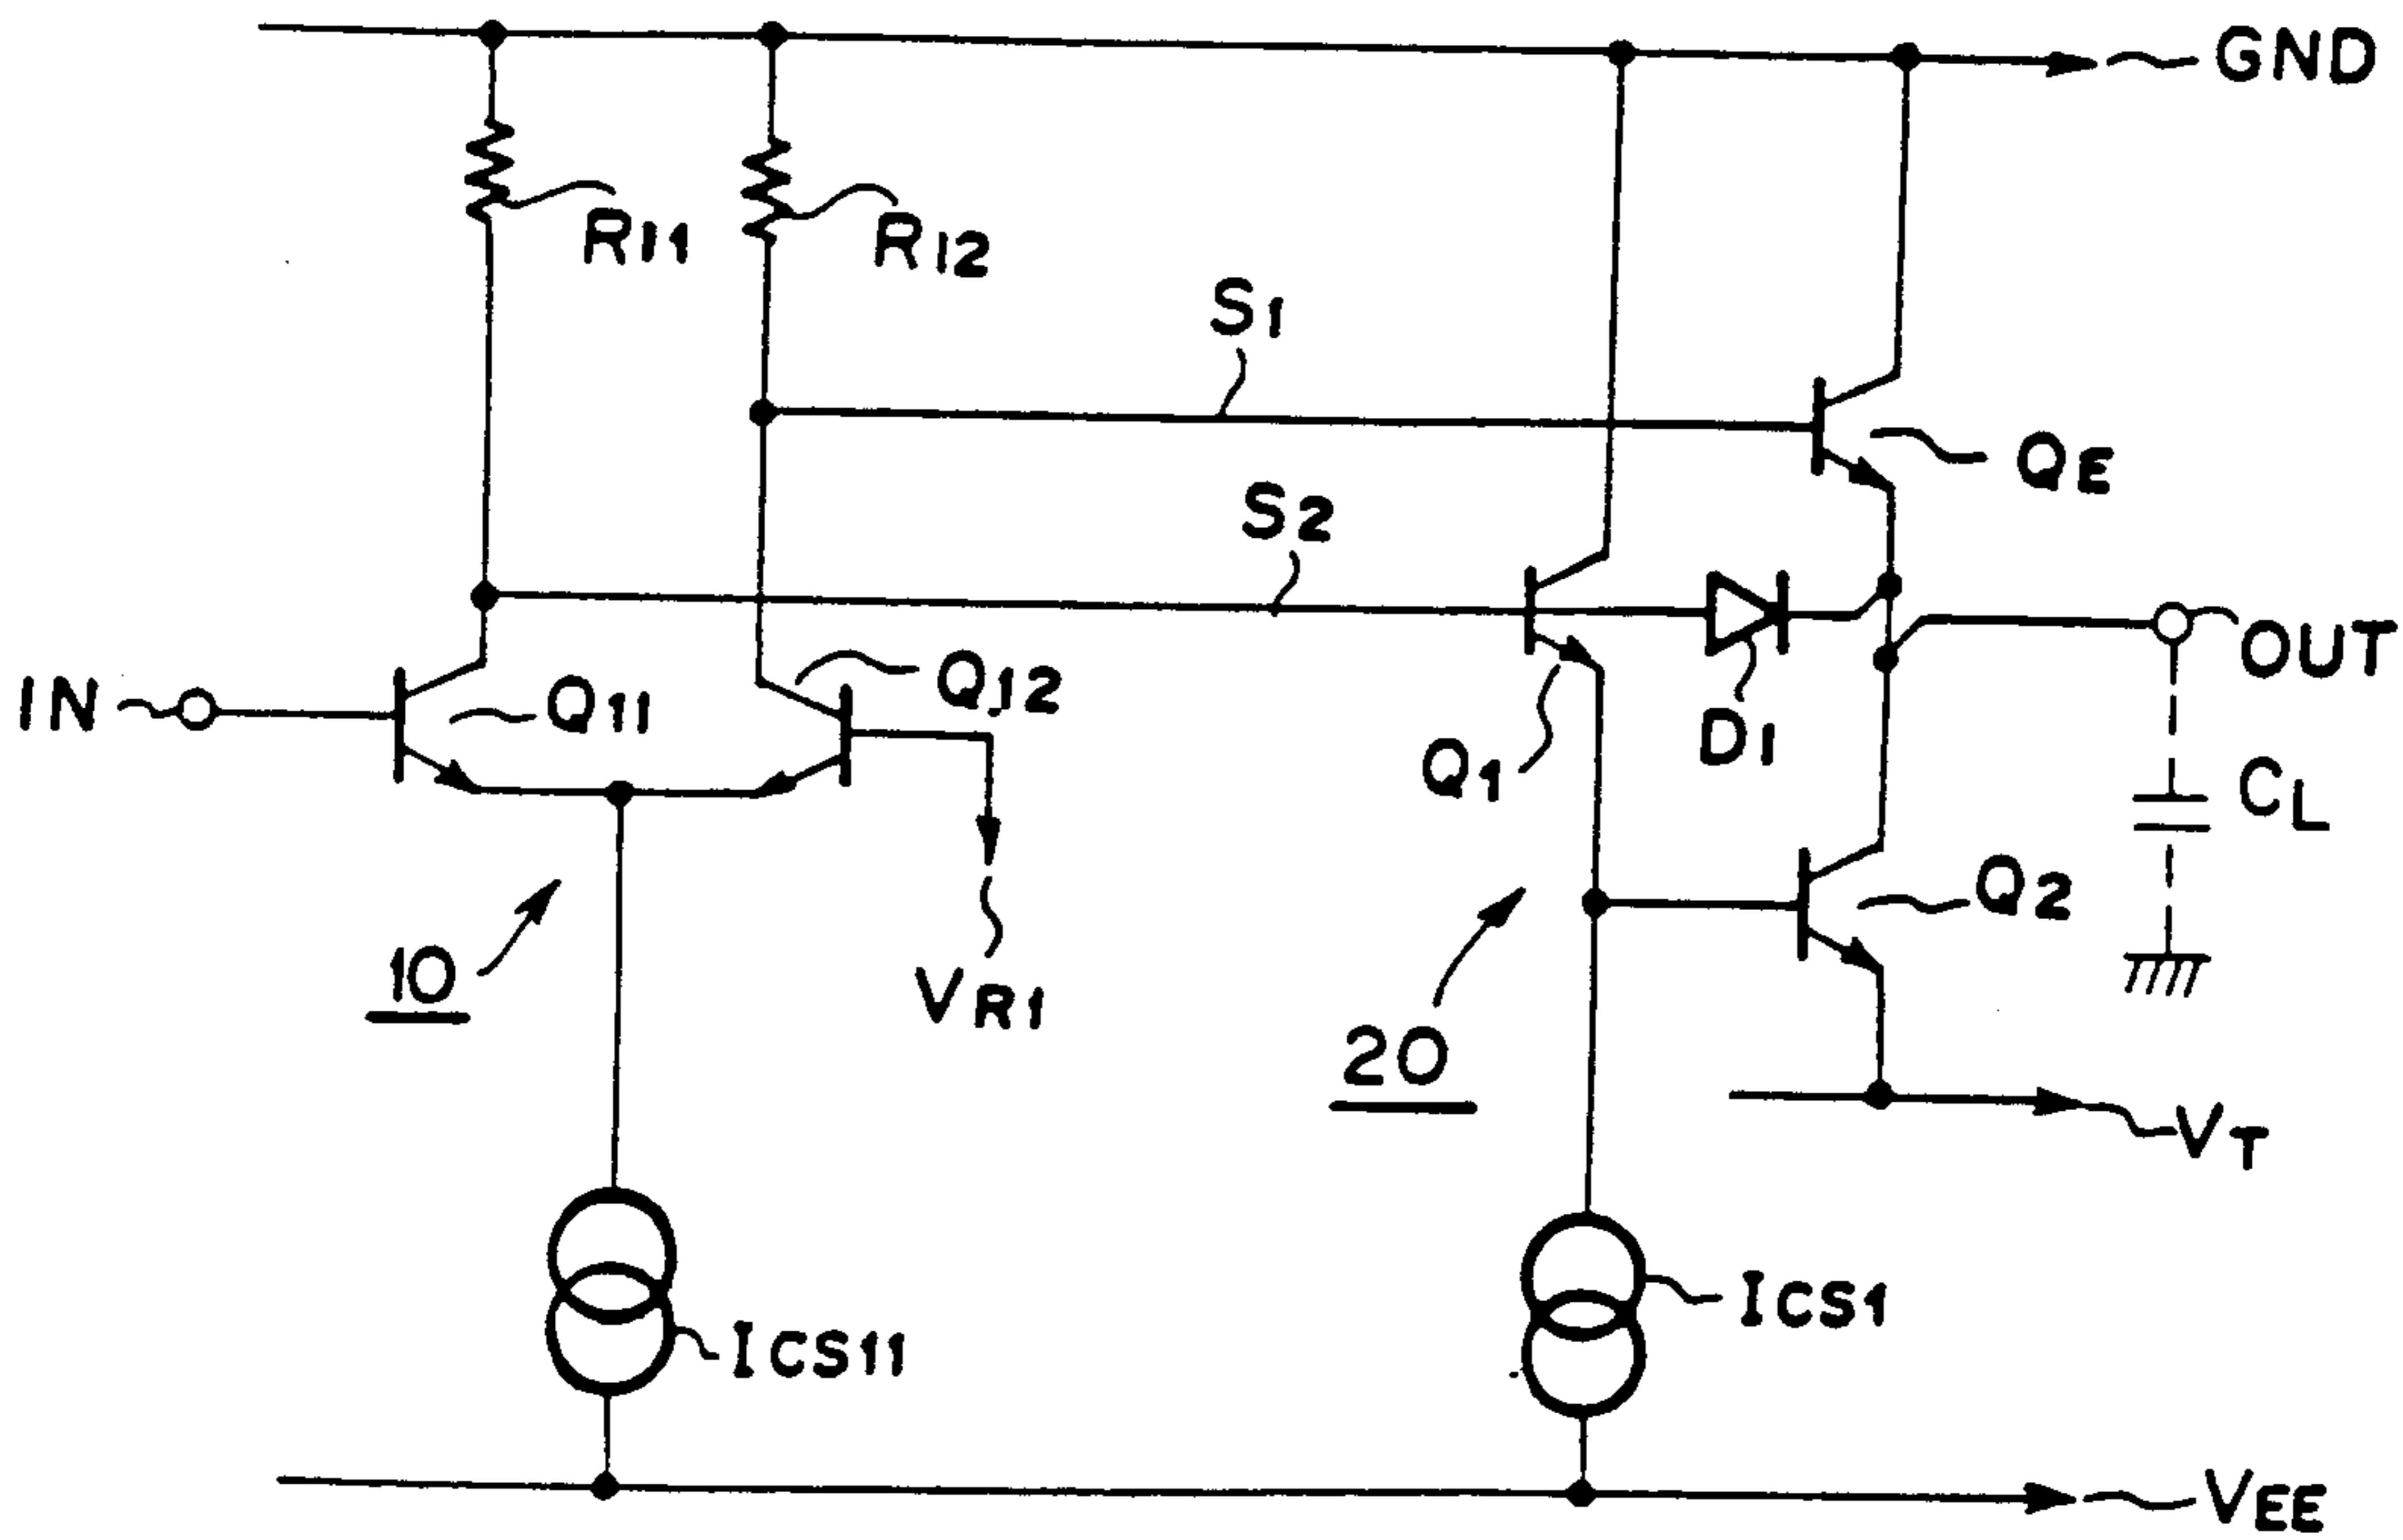 GND
R11
R12
S1
QE
S2
OUT
IN
Q11
Q12
Q1
D1
CL
Q2
10
VR1
20
VT
ICS11
ICS1
VEE